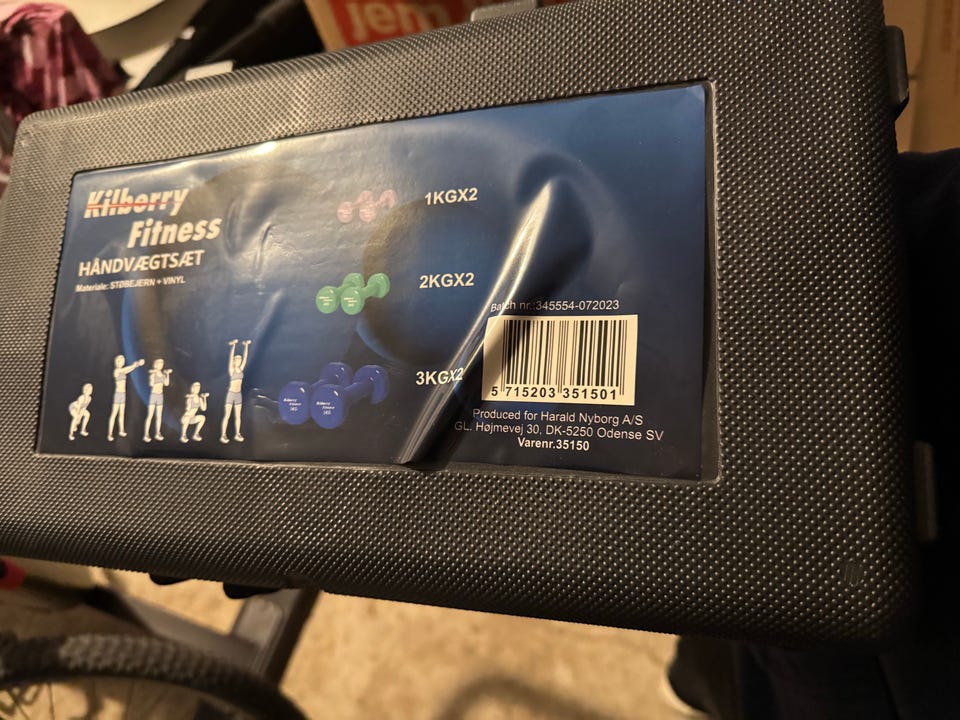 Jem
Kilberry
Fitness
HÅNDVÆGTSÆT
Materiale: STØBEJERN + VINYL
1KGX2
2KGX2
3KGX2
Batch nr.:345554-072023
5 715203 351501
Produced for Harald Nyborg A/S
GL. Højmevej 30, DK-5250 Odense SV
Varenr.35150